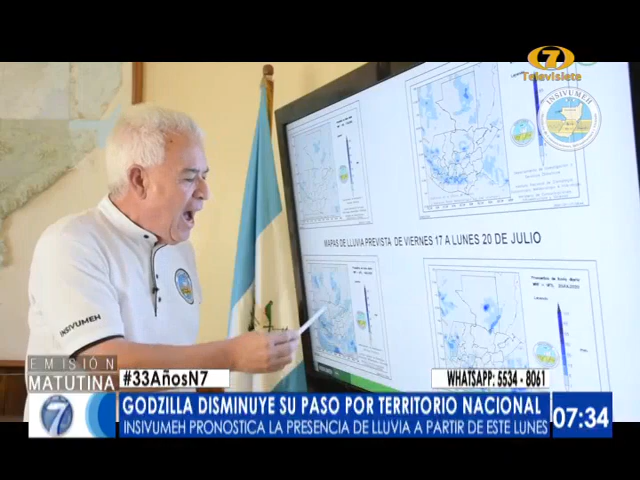 7
Televisiete
INSIVUMEH
MAPAS DE LLUVIA PREVISTA DE VIERNES 17 A LUNES 20 DE JULIO
INSIVUMEH
EMISIÓN
MATUTINA
#33AñosN7
WHATSAPP: 5534 - 8061
7
GODZILLA DISMINUYE SU PASO POR TERRITORIO NACIONAL
INSIVUMEH PRONOSTICA LA PRESENCIA DE LLUVIA A PARTIR DE ESTE LUNES
07:34